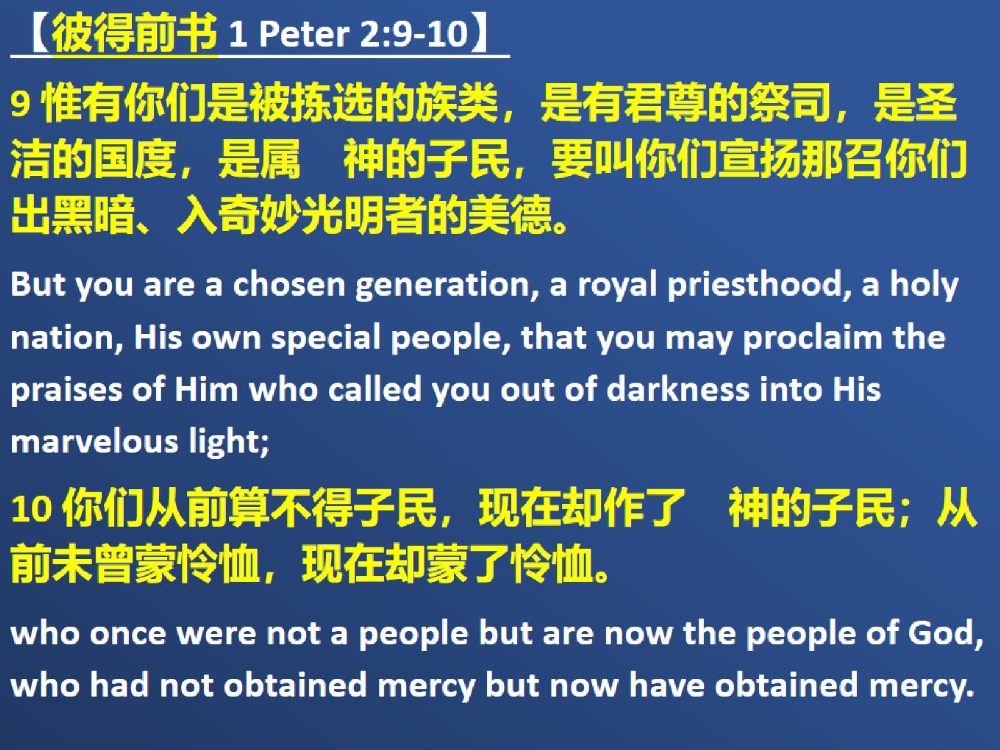 【彼得前书 1 Peter 2:9-10】
9 惟有你们是被拣选的族类，是有君尊的祭司，是圣
洁的国度，是属　神的子民，要叫你们宣扬那召你们
出黑暗、入奇妙光明者的美德。
But you are a chosen generation, a royal priesthood, a holy
nation, His own special people, that you may proclaim the
praises of Him who called you out of darkness into His
marvelous light;
10 你们从前算不得子民，现在却作了　神的子民；从
前未曾蒙怜恤，现在却蒙了怜恤。
who once were not a people but are now the people of God,
who had not obtained mercy but now have obtained mercy.